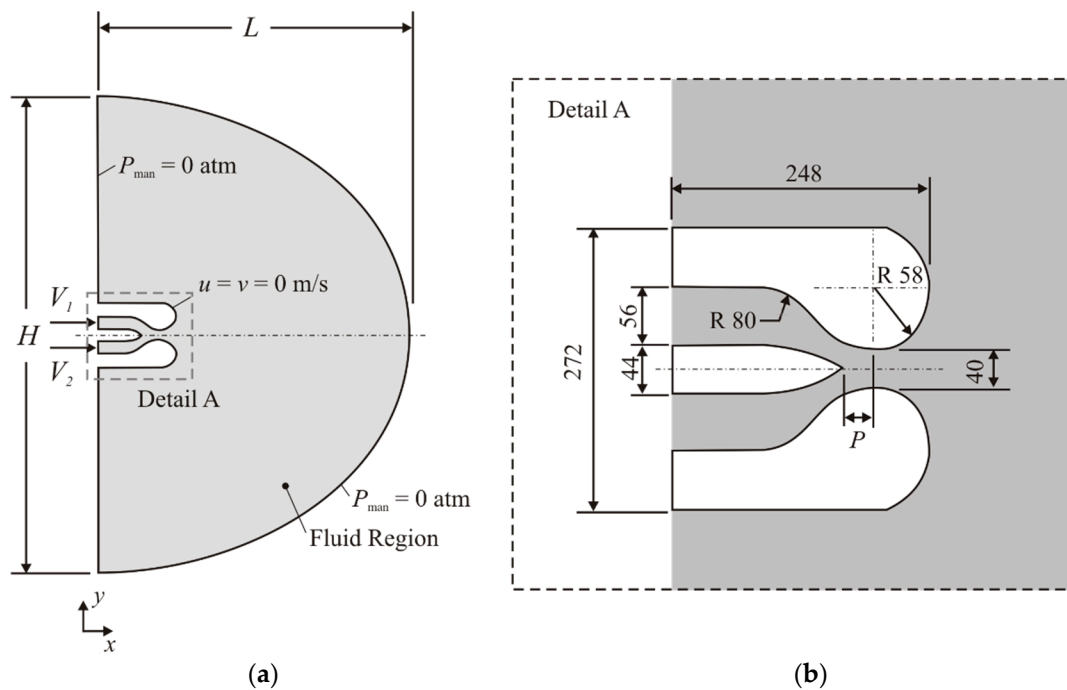 L
P_man = 0 atm
u = v = 0 m/s
V_1
H
V_2
Detail A
P_man = 0 atm
Fluid Region
y
x
(a)
Detail A
248
R 58
56
R 80
272
44
40
P
(b)